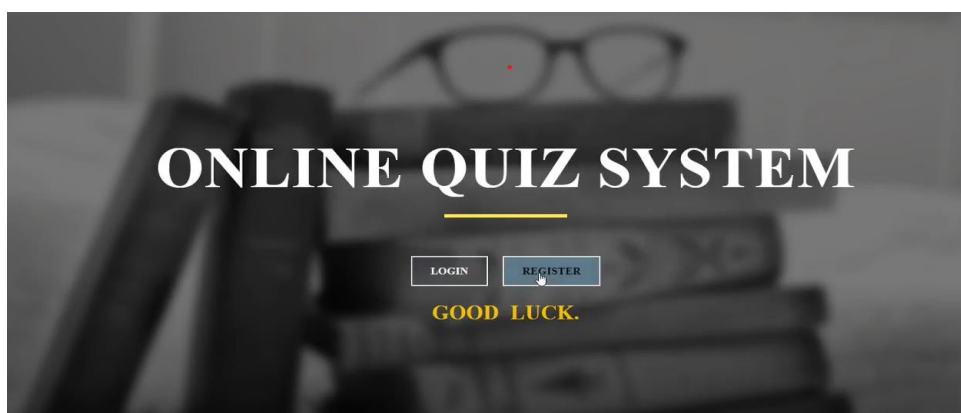 ONLINE QUIZ SYSTEM
LOGIN REGISTER
GOOD LUCK.